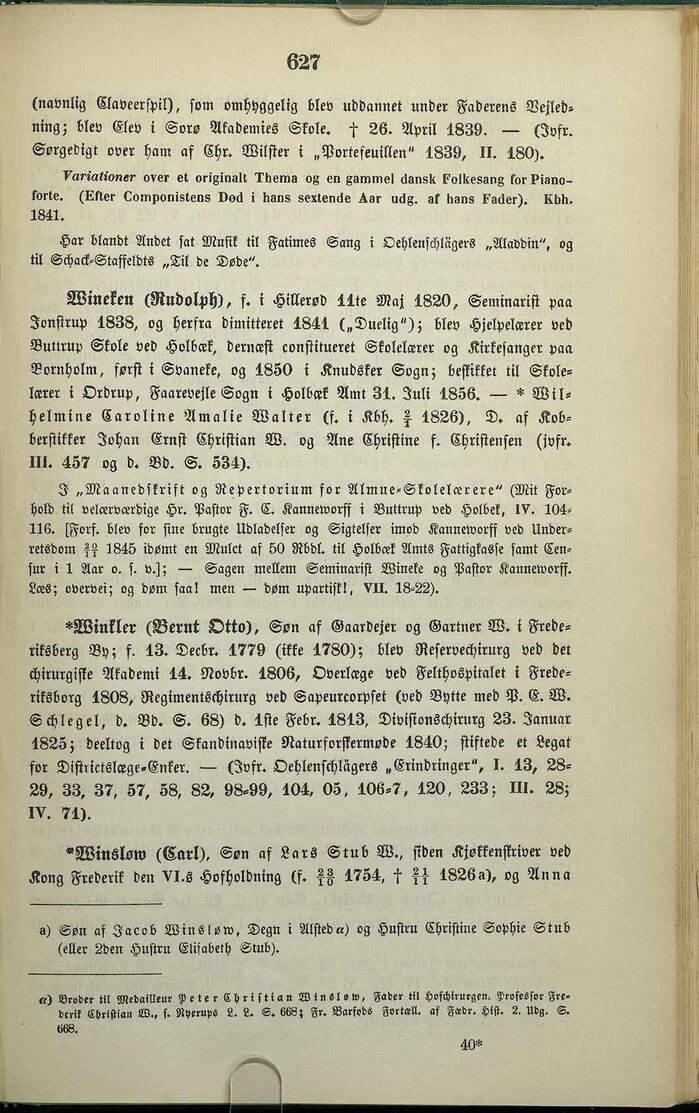 627
(navnlig Claveerspil), som omhyggelig blev uddannet under Faderens Vejled-
ning; blev Elev i Sorø Akademies Skole. † 26. April 1839. — (Jvfr.
Sørgedigt over ham af Chr. Wilster i „Portefeuillen“ 1839, II. 180).
Variationer over et originalt Thema og en gammel dansk Folkesang for Piano-
forte. (Efter Componistens Død i hans sextende Aar udg. af hans Fader). Kbh.
1841.
Har blandt Andet sat Musik til Fatimes Sang i Oehlenschlägers „Aladdin“, og
til Schack-Staffeldts „Til de Døde“.
Wineken (Rudolph), f. i Hillerød 11te Maj 1820, Seminarist paa
Jonstrup 1838, og herfra dimitteret 1841 („Duelig“); blev Hjelpelærer ved
Buttrup Skole ved Holbæk, dernæst constitueret Skolelærer og Kirkesanger paa
Bornholm, først i Svaneke, og 1850 i Knudsker Sogn; beskikket til Skole-
lærer i Ordrup, Faarevejle Sogn i Holbæk Amt 31. Juli 1856. — * Wil-
helmine Caroline Amalie Walter (f. i Kbh. 2/1 1826), D. af Kob-
berstikker Johan Ernst Christian W. og Ane Christine f. Christensen (jvfr.
III. 457 og d. Bd. S. 534).
I „Maanedskrift og Repertorium for Almue-Skolelærere“ (Mit For-
hold til velærværdige Hr. Pastor F. C. Kanneworff i Buttrup ved Holbek, IV. 104-
116. [Forf. blev for sine brugte Udladelser og Sigtelser imod Kanneworff ved Under-
retsdom 20/11 1845 idømt en Mulct af 50 Rbdl. til Holbæk Amts Fattigkasse samt Cen-
sur i 1 Aar o. s. v.]; — Sagen mellem Seminarist Wineke og Pastor Kanneworff.
Læs; overvei; og døm saa! men — døm upartisk!, VII. 18-22).
*Winkler (Bernt Otto), Søn af Gaardejer og Gartner W. i Frede-
riksberg By; f. 13. Decbr. 1779 (ikke 1780); blev Reservechirurg ved det
chirurgiske Akademi 14. Novbr. 1806, Overlæge ved Felthospitalet i Frede-
riksborg 1808, Regimentschirurg ved Sapeurcorpset (ved Bytte med P. C. W.
Schlegel, d. Bd. S. 68) d. 1ste Febr. 1813, Divisionschirurg 23. Januar
1825; deeltog i det Skandinaviske Naturforskermøde 1840; stiftede et Legat
for Districtslæge-Enker. — (Jvfr. Oehlenschlägers „Erindringer“, I. 13, 28-
29, 33, 37, 57, 58, 82, 98-99, 104, 05, 106-7, 120, 233; III. 28;
IV. 71).
*Winsløw (Carl), Søn af Lars Stub W., siden Kjøkkenskriver ved
Kong Frederik den VI.s Hofholdning (f. 23/10 1754, † 21/11 1826a), og Anna
a) Søn af Jacob Winsløw, Degn i Alsted α) og Hustru Christine Sophie Stub
(eller 2den Hustru Elisabeth Stub).
α) Broder til Medailleur Peter Christian Winsløw, Fader til Hofchirurgen, Professor Fre-
derik Christian W., s. Nyerups L. L. S. 668; Fr. Barfods Fortæll. af Fædr. Hist. 2. Udg. S.
668.
40*